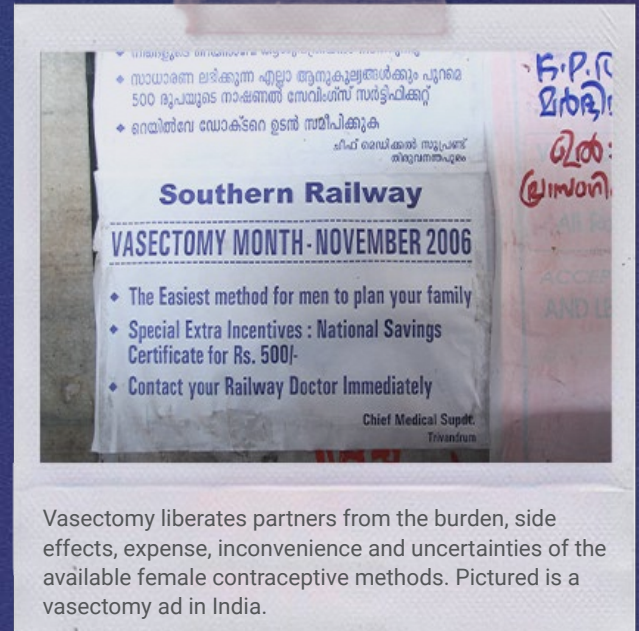 • സാധാരണ ലഭിക്കുന്ന എല്ലാ ആനുകൂല്യങ്ങൾക്കും പുറമെ
500 രൂപയുടെ നാഷണൽ സേവിംഗ്സ് സർട്ടിഫിക്കറ്റ്
• റെയിൽവേ ഡോക്ടറെ ഉടൻ സമീപിക്കുക
ചീഫ് മെഡിക്കൽ സൂപ്രണ്ട്
തിരുവനന്തപുരം
Southern Railway
VASECTOMY MONTH - NOVEMBER 2006
• The Easiest method for men to plan your family
• Special Extra Incentives : National Savings
Certificate for Rs. 500/-
• Contact your Railway Doctor Immediately
Chief Medical Supdt.
Trivandrum
AND
Vasectomy liberates partners from the burden, side
effects, expense, inconvenience and uncertainties of the
available female contraceptive methods. Pictured is a
vasectomy ad in India.